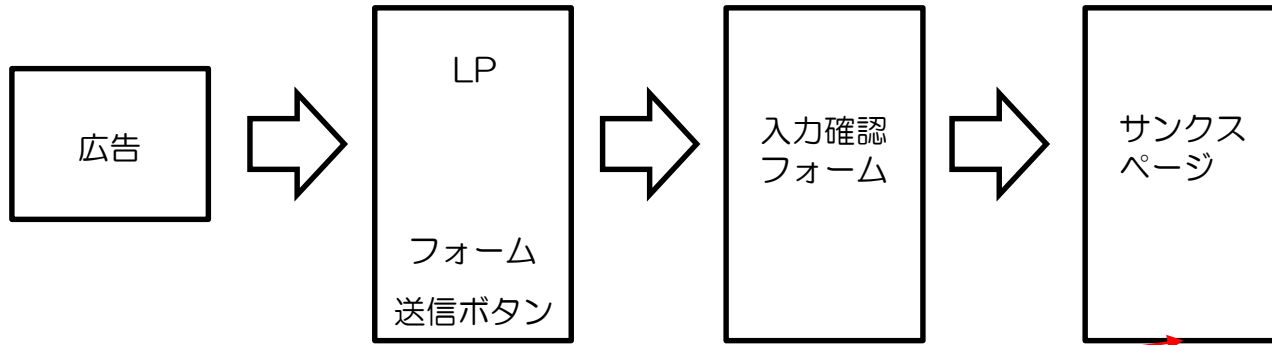 広告
LP
フォーム
送信ボタン
入力確認
フォーム
サンクス
ページ